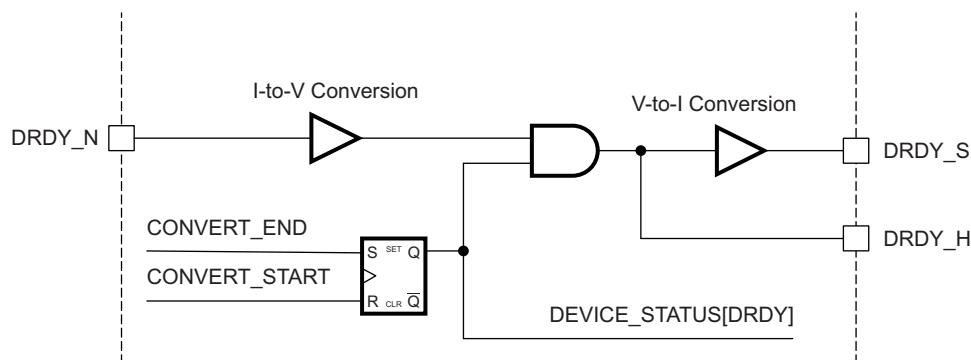 I-to-V Conversion
V-to-I Conversion
DRDY_N
DRDY_S
CONVERT_END
DRDY_H
S SET Q
CONVERT_START
R CLR Q̅
DEVICE_STATUS[DRDY]